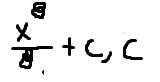 x^8/8 + C, C